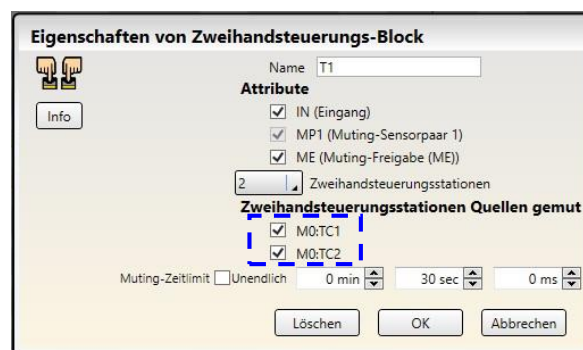 Eigenschaften von Zweihandsteuerungs-Block
Name T1
Attribute
Info
IN (Eingang)
MP1 (Muting-Sensorpaar 1)
ME (Muting-Freigabe (ME))
2 Zweihandsteuerungsstationen
Zweihandsteuerungsstationen Quellen gemut
M0:TC1
M0:TC2
Muting-Zeitlimit Unendlich 0 min 30 sec 0 ms
Löschen OK Abbrechen